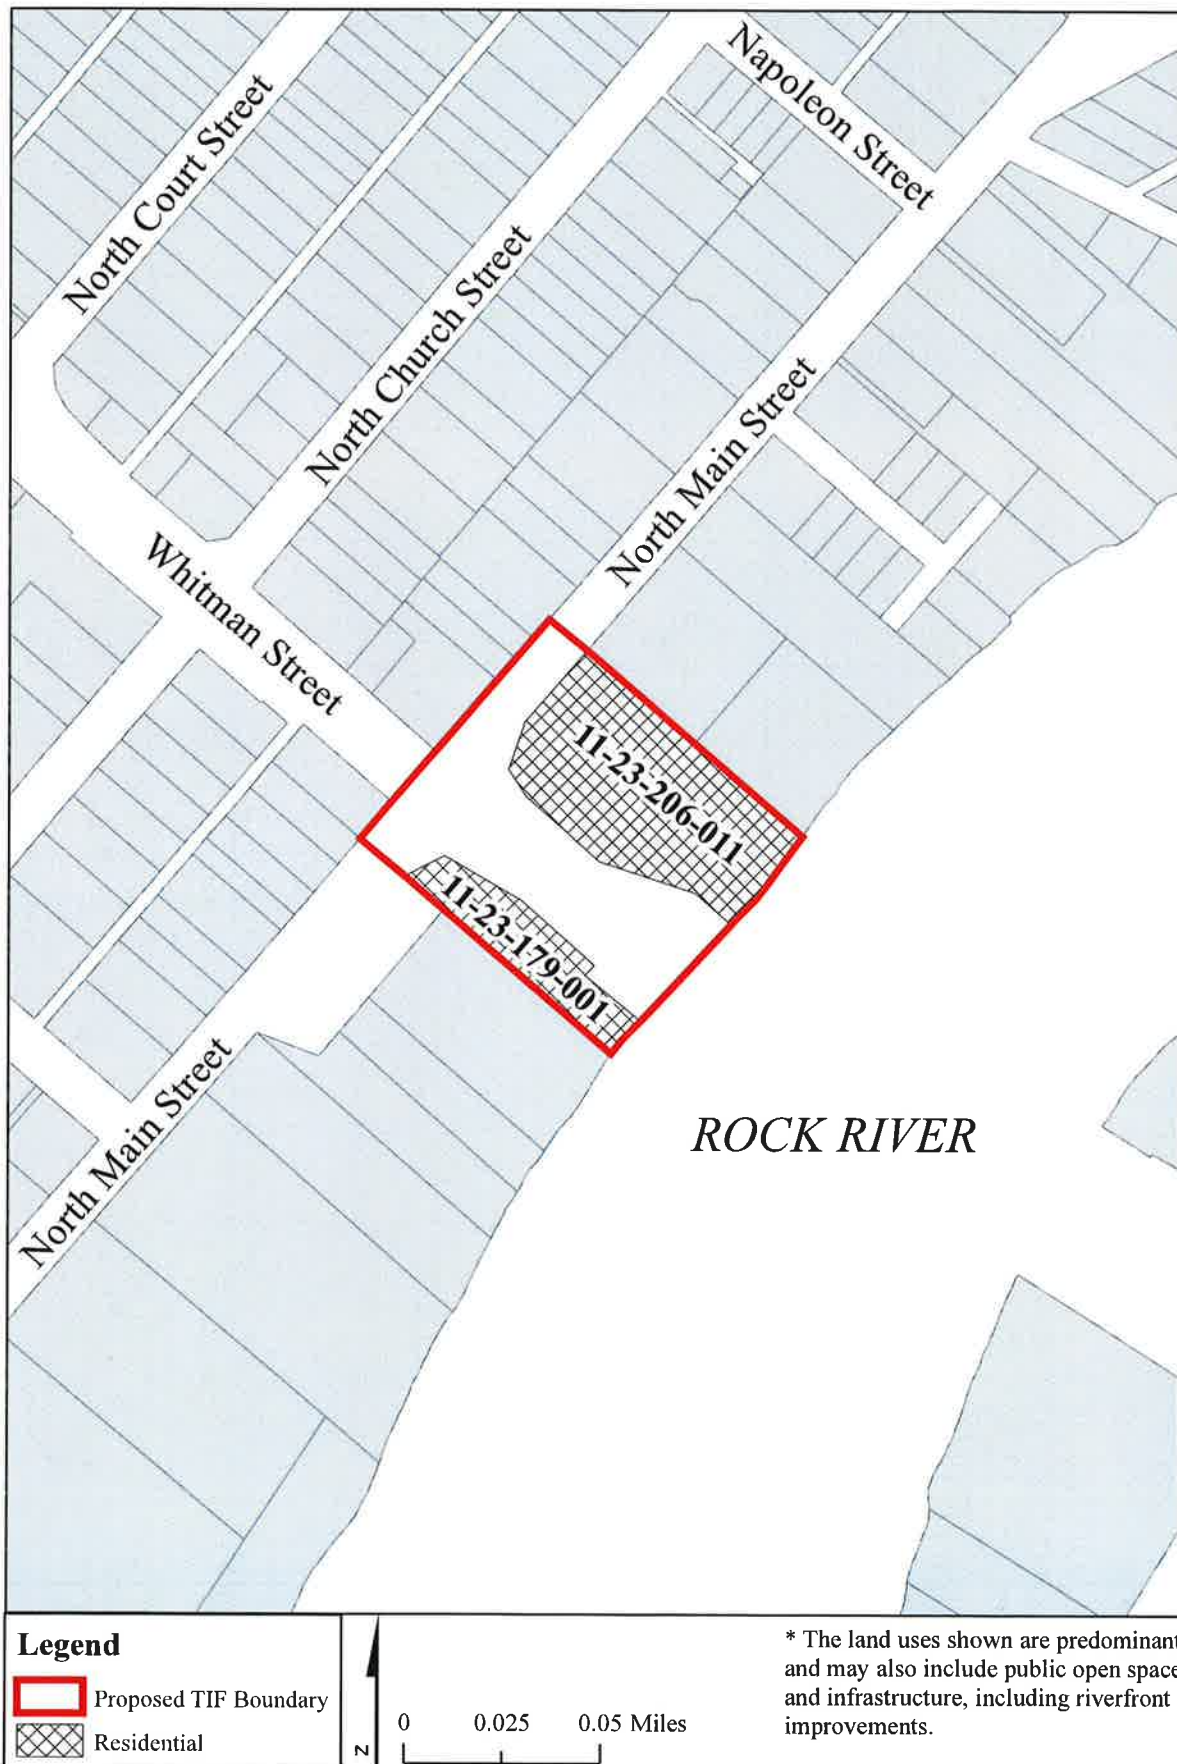 Napoleon Street
North Court Street
North Church Street
North Main Street
Whitman Street
11-23-206-011
11-23-179-001
North Main Street
ROCK RIVER
Legend
Proposed TIF Boundary
Residential
N
0 0.025 0.05 Miles
* The land uses shown are predominant
and may also include public open space
and infrastructure, including riverfront
improvements.